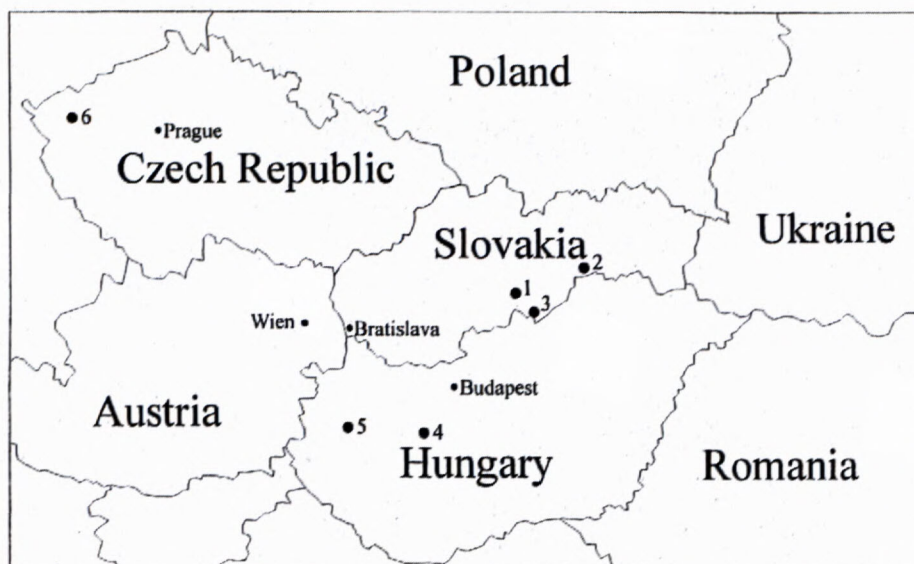 Poland
6
Prague
Czech Republic
Ukraine
Slovakia
2
1
3
Wien
Bratislava
Budapest
Austria
5
4
Hungary
Romania